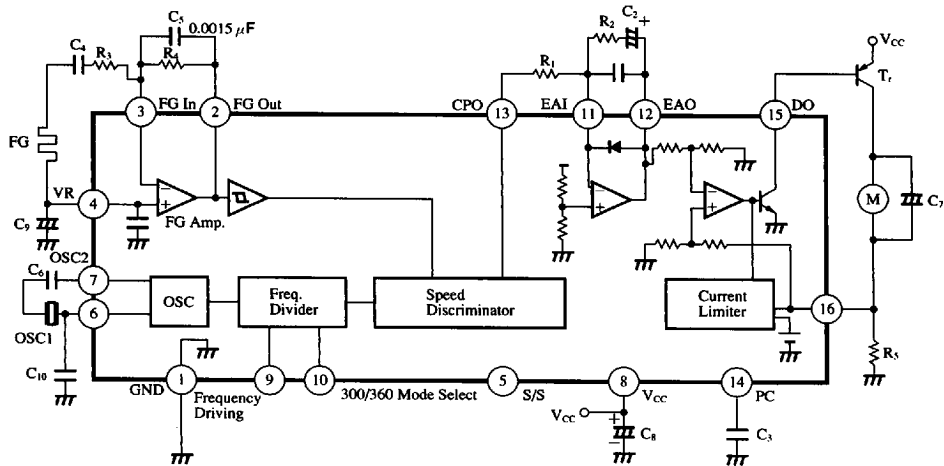 C5
0.0015 μF
C4
R3
R4
R2
C2
+
R1
VCC
Tr
3
FG In
2
FG Out
CPO
13
EAI
11
12
EAO
15
DO
FG
VR
4
−
+
FG Amp.
−
+
−
+
M
C7
C9
OSC2
C6
7
6
OSC1
C10
OSC
Freq.
Divider
Speed
Discriminator
Current
Limiter
16
R5
GND
1
Frequency
Driving
9
10
300/360 Mode Select
5
S/S
8
VCC
14
PC
VCC
+
−
C8
C3